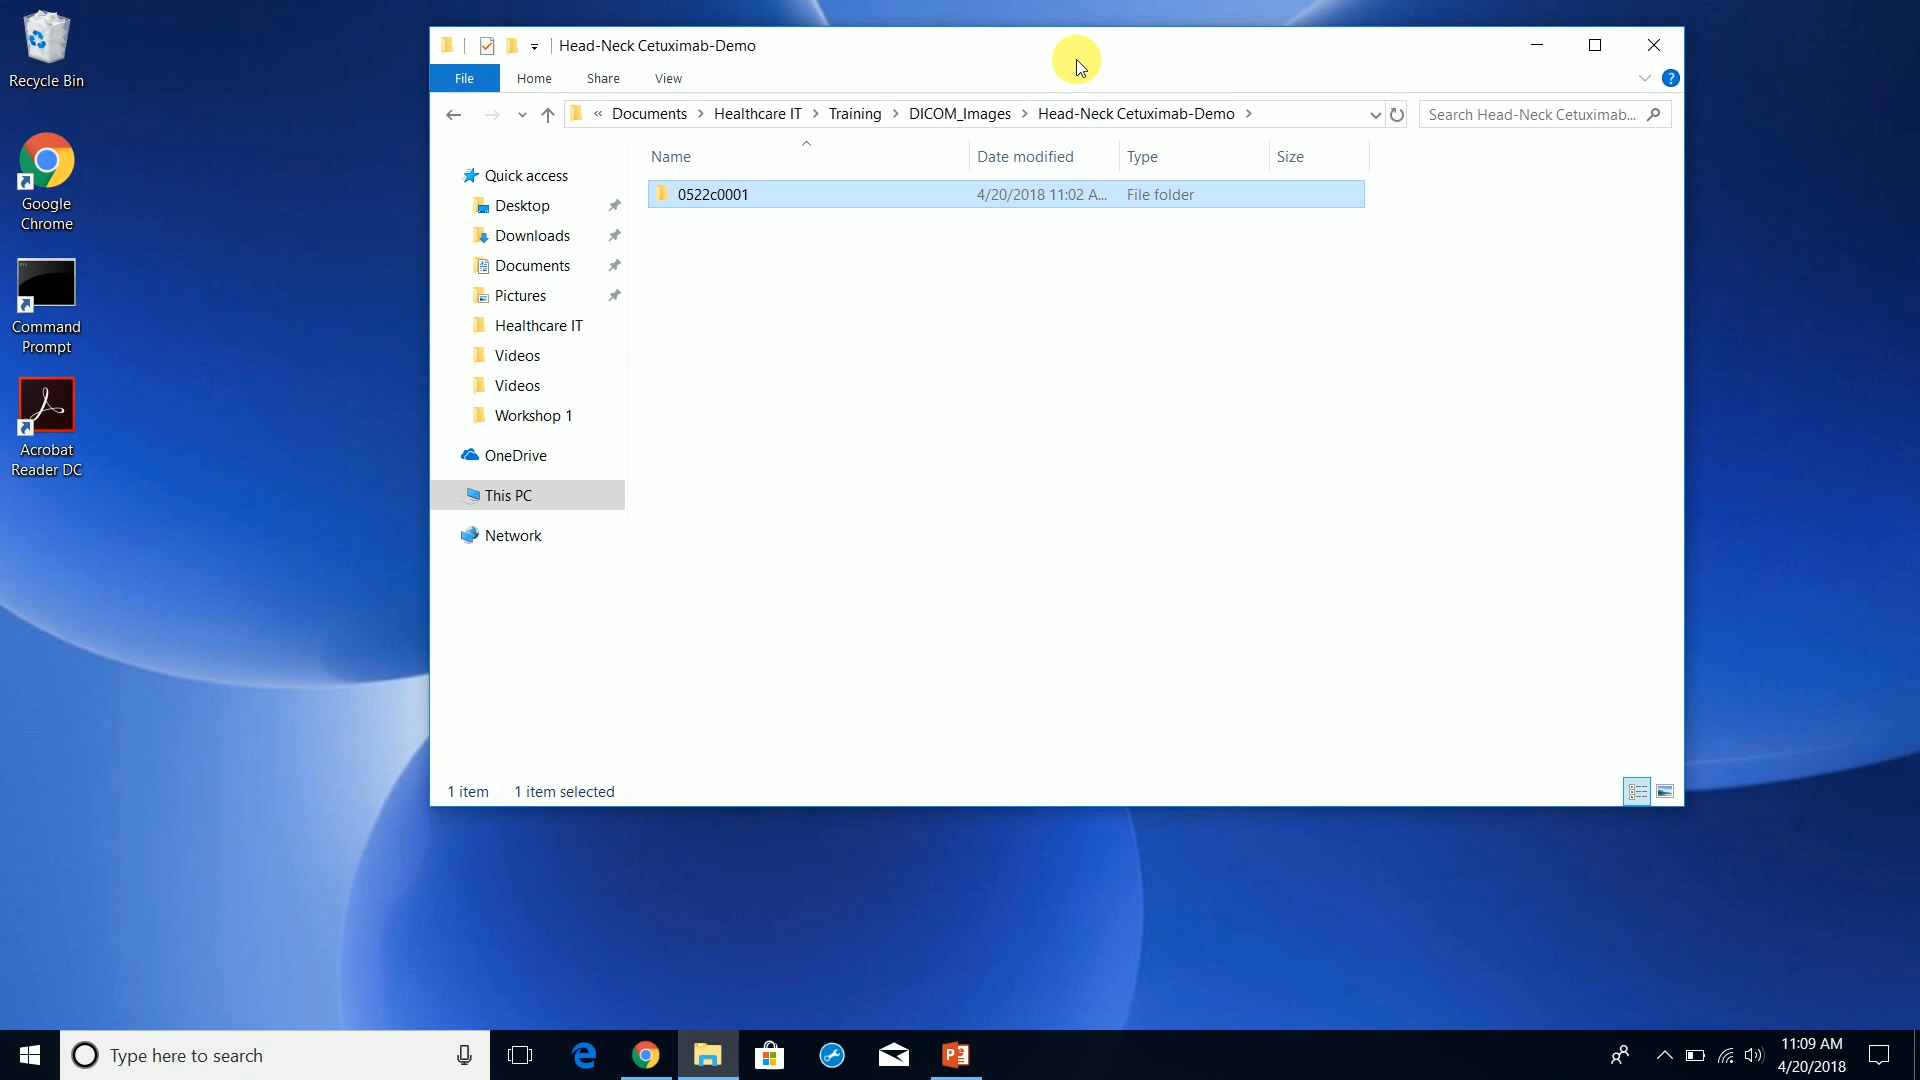 Recycle Bin
Google
Chrome
Command
Prompt
Acrobat
Reader DC
Head-Neck Cetuximab-Demo
File Home Share View
« Documents > Healthcare IT > Training > DICOM_Images > Head-Neck Cetuximab-Demo >
Search Head-Neck Cetuximab...
Name Date modified Type Size
0522c0001 4/20/2018 11:02 A... File folder
Quick access
Desktop
Downloads
Documents
Pictures
Healthcare IT
Videos
Videos
Workshop 1
OneDrive
This PC
Network
1 item 1 item selected
Type here to search
11:09 AM
4/20/2018